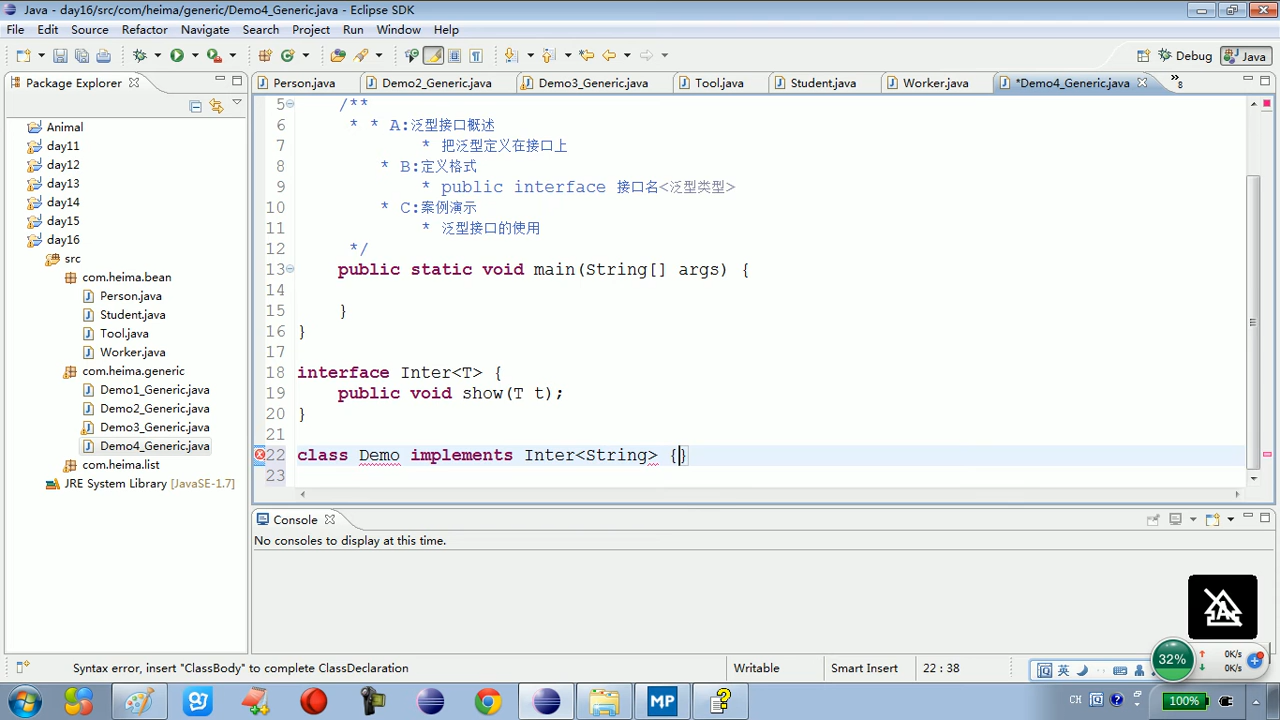 Java - day16/src/com/heima/generic/Demo4_Generic.java - Eclipse SDK
File Edit Source Refactor Navigate Search Project Run Window Help
Debug Java
Package Explorer
Person.java Demo2_Generic.java Demo3_Generic.java Tool.java Student.java Worker.java *Demo4_Generic.java »8
Animal
day11
day12
day13
day14
day15
day16
src
com.heima.bean
Person.java
Student.java
Tool.java
Worker.java
com.heima.generic
Demo1_Generic.java
Demo2_Generic.java
Demo3_Generic.java
Demo4_Generic.java
com.heima.list
JRE System Library [JavaSE-1.7]
5 /**
6 * * A:泛型接口概述
7 * 把泛型定义在接口上
8 * B:定义格式
9 * public interface 接口名<泛型类型>
10 * C:案例演示
11 * 泛型接口的使用
12 */
13 public static void main(String[] args) {
14
15 }
16 }
17
18 interface Inter<T> {
19 public void show(T t);
20 }
21
22 class Demo implements Inter<String> {}
23
Console
No consoles to display at this time.
Syntax error, insert "ClassBody" to complete ClassDeclaration Writable Smart Insert 22 : 38
32% 0K/s
0K/s
英
MP CH 100%